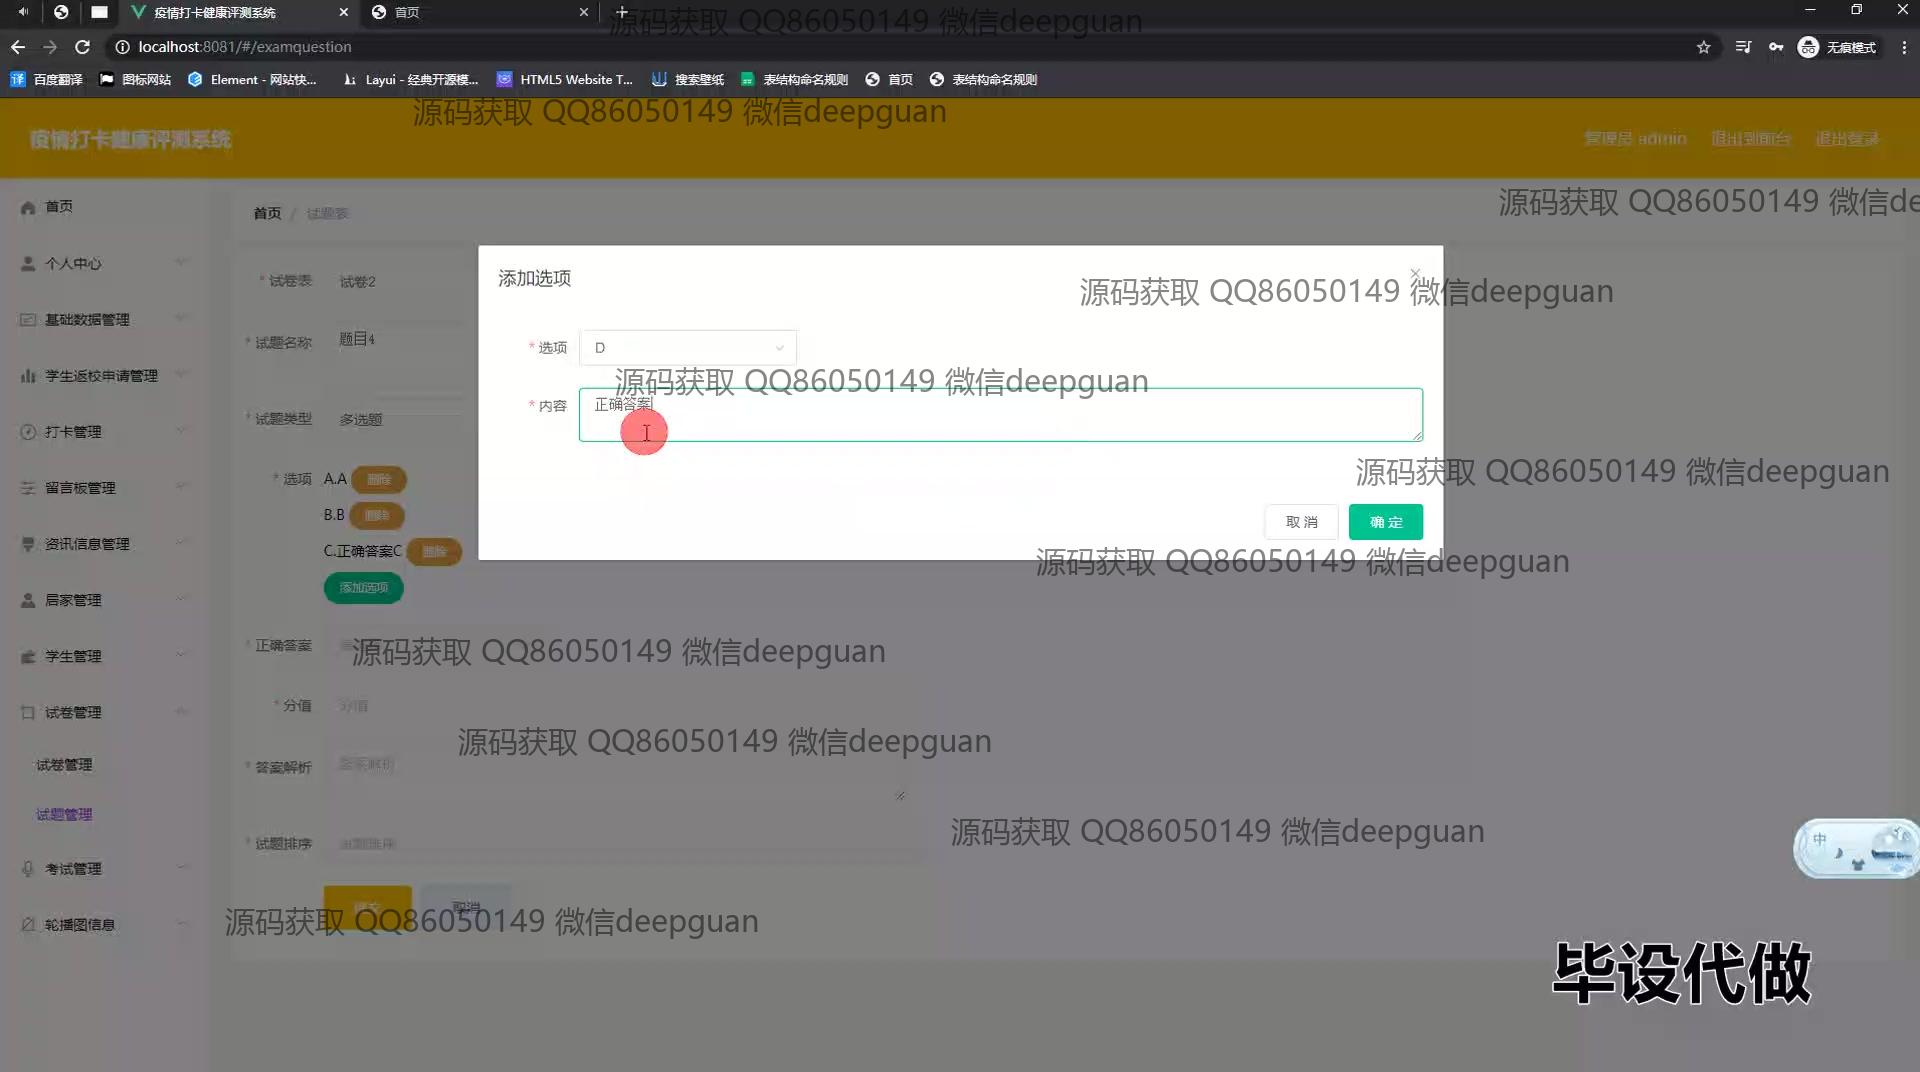 疫情打卡健康评测系统
首页
localhost:8081/#/examquestion
无痕模式
百度翻译
图标网站
Element - 网站快...
Layui - 经典开源模...
HTML5 Website T...
搜索壁纸
表结构命名规则
首页
表结构命名规则
源码获取 QQ86050149 微信deepguan
源码获取 QQ86050149 微信deepguan
疫情打卡健康评测系统
管理员 admin
退出到前台
退出登录
源码获取 QQ86050149 微信de
首页
首页 / 试题表
个人中心
基础数据管理
学生返校申请管理
打卡管理
留言板管理
资讯信息管理
居家管理
学生管理
试卷管理
试卷管理
试题管理
考试管理
轮播图信息
* 试卷表 试卷2
* 试题名称 题目4
* 试题类型 多选题
* 选项 A.A 删除
B.B 删除
C.正确答案C 删除
添加选项
* 正确答案
* 分值 分值
* 答案解析 答案解析
* 试题排序 试题排序
取消
添加选项
源码获取 QQ86050149 微信deepguan
* 选项 D
源码获取 QQ86050149 微信deepguan
* 内容 正确答案
源码获取 QQ86050149 微信deepguan
取 消
确 定
源码获取 QQ86050149 微信deepguan
源码获取 QQ86050149 微信deepguan
源码获取 QQ86050149 微信deepguan
源码获取 QQ86050149 微信deepguan
源码获取 QQ86050149 微信deepguan
中
毕设代做